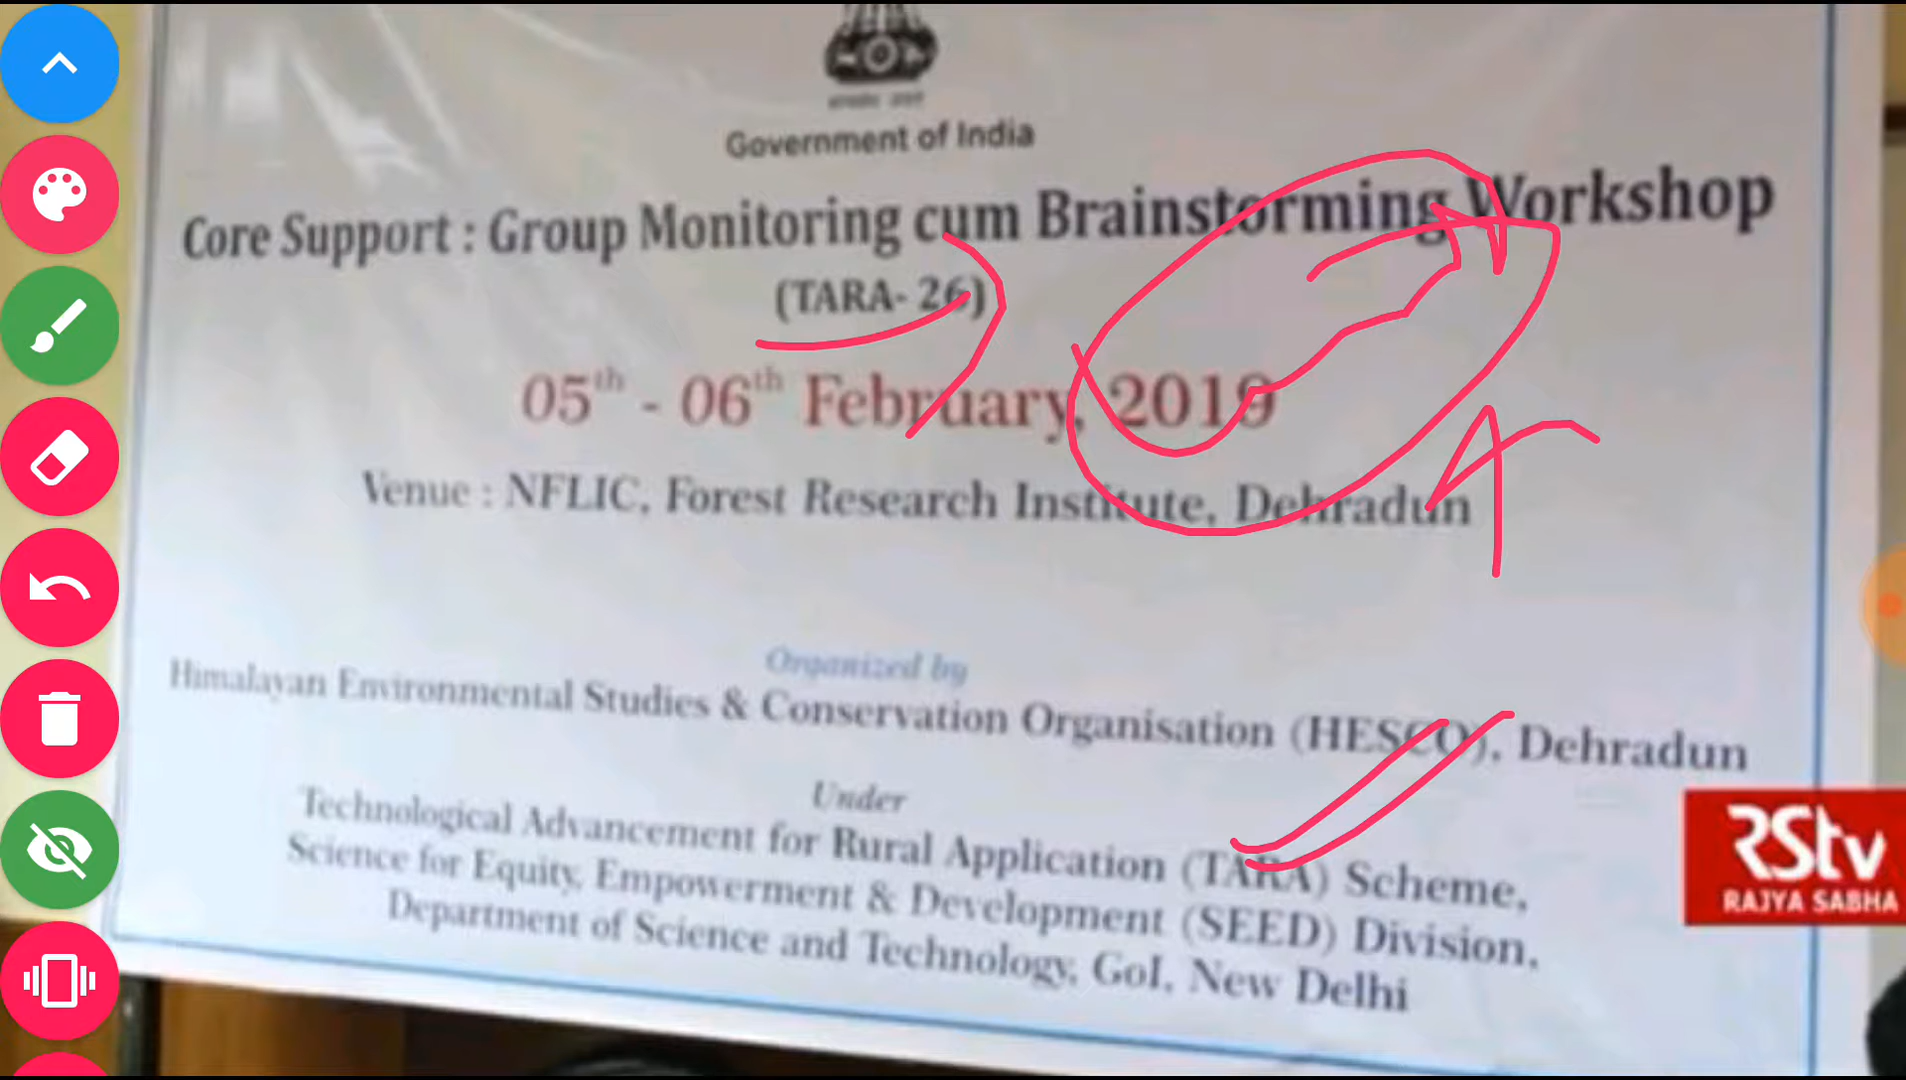 Government of India
Core Support : Group Monitoring cum Brainstorming Workshop
(TARA- 26)
05th - 06th February, 2019
Venue : NFLIC, Forest Research Institute, Dehradun
Organized by
Himalayan Environmental Studies & Conservation Organisation (HESCO), Dehradun
Under
Technological Advancement for Rural Application (TARA) Scheme,
Science for Equity, Empowerment & Development (SEED) Division,
Department of Science and Technology, GoI, New Delhi
RStv
RAJYA SABHA